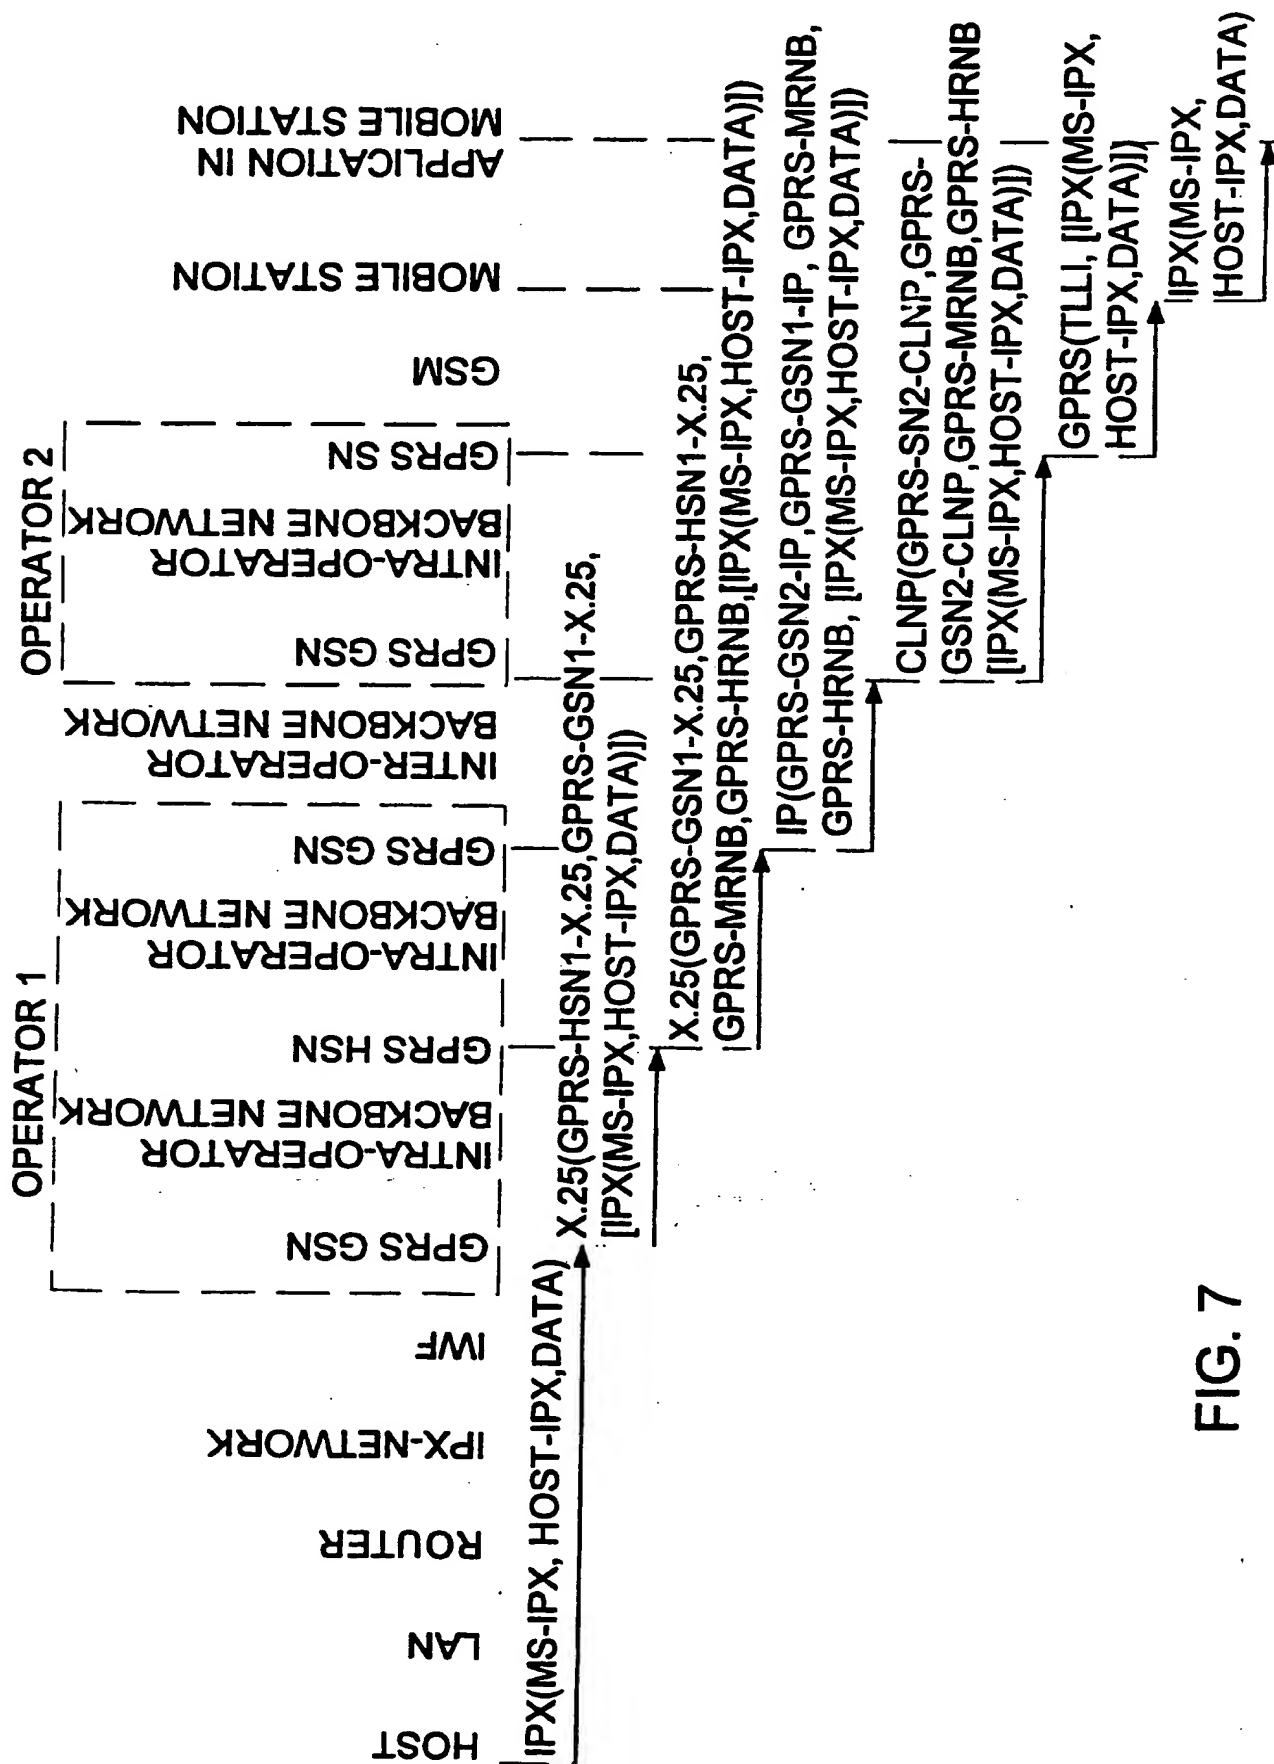 OPERATOR 1
OPERATOR 2
HOST
LAN
ROUTER
IPX-NETWORK
IWF
GPRS GSN
INTRA-OPERATOR
BACKBONE NETWORK
GPRS HSN
INTRA-OPERATOR
BACKBONE NETWORK
GPRS GSN
INTER-OPERATOR
BACKBONE NETWORK
GPRS GSN
INTRA-OPERATOR
BACKBONE NETWORK
GPRS SN
GSM
MOBILE STATION
APPLICATION IN
MOBILE STATION
IPX(MS-IPX, HOST-IPX,DATA)
X.25(GPRS-HSN1-X.25,GPRS-GSN1-X.25,
[IPX(MS-IPX,HOST-IPX,DATA)])
X.25(GPRS-GSN1-X.25,GPRS-HSN1-X.25,
GPRS-MRNB,GPRS-HRNB,[IPX(MS-IPX,HOST-IPX,DATA)])
IP(GPRS-GSN2-IP,GPRS-GSN1-IP, GPRS-MRNB,
GPRS-HRNB, [IPX(MS-IPX,HOST-IPX,DATA)])
CLNP(GPRS-SN2-CLNP,GPRS-
GSN2-CLNP,GPRS-MRNB,GPRS-HRNB
[IPX(MS-IPX,HOST-IPX,DATA)])
GPRS(TLLI, [IPX(MS-IPX,
HOST-IPX,DATA)])
IPX(MS-IPX,
HOST-IPX,DATA)
FIG. 7